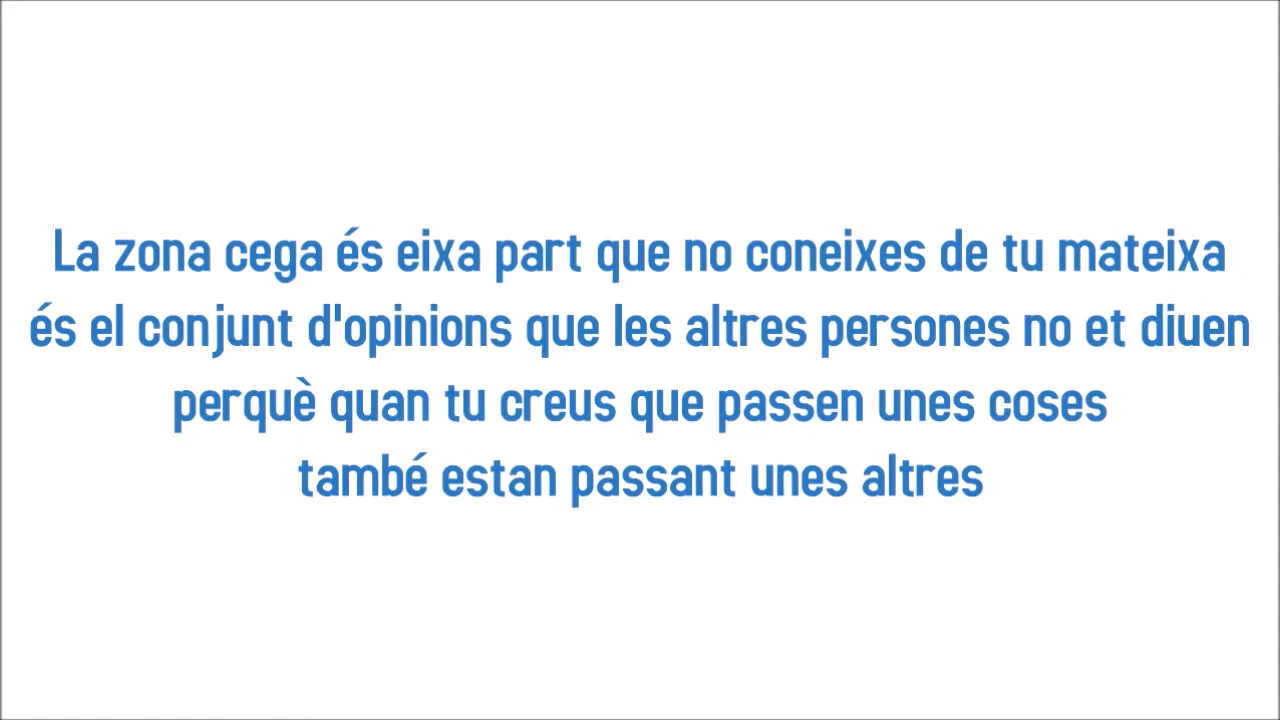 La zona cega és eixa part que no coneixes de tu mateixa
és el conjunt d'opinions que les altres persones no et diuen
perquè quan tu creus que passen unes coses
també estan passant unes altres